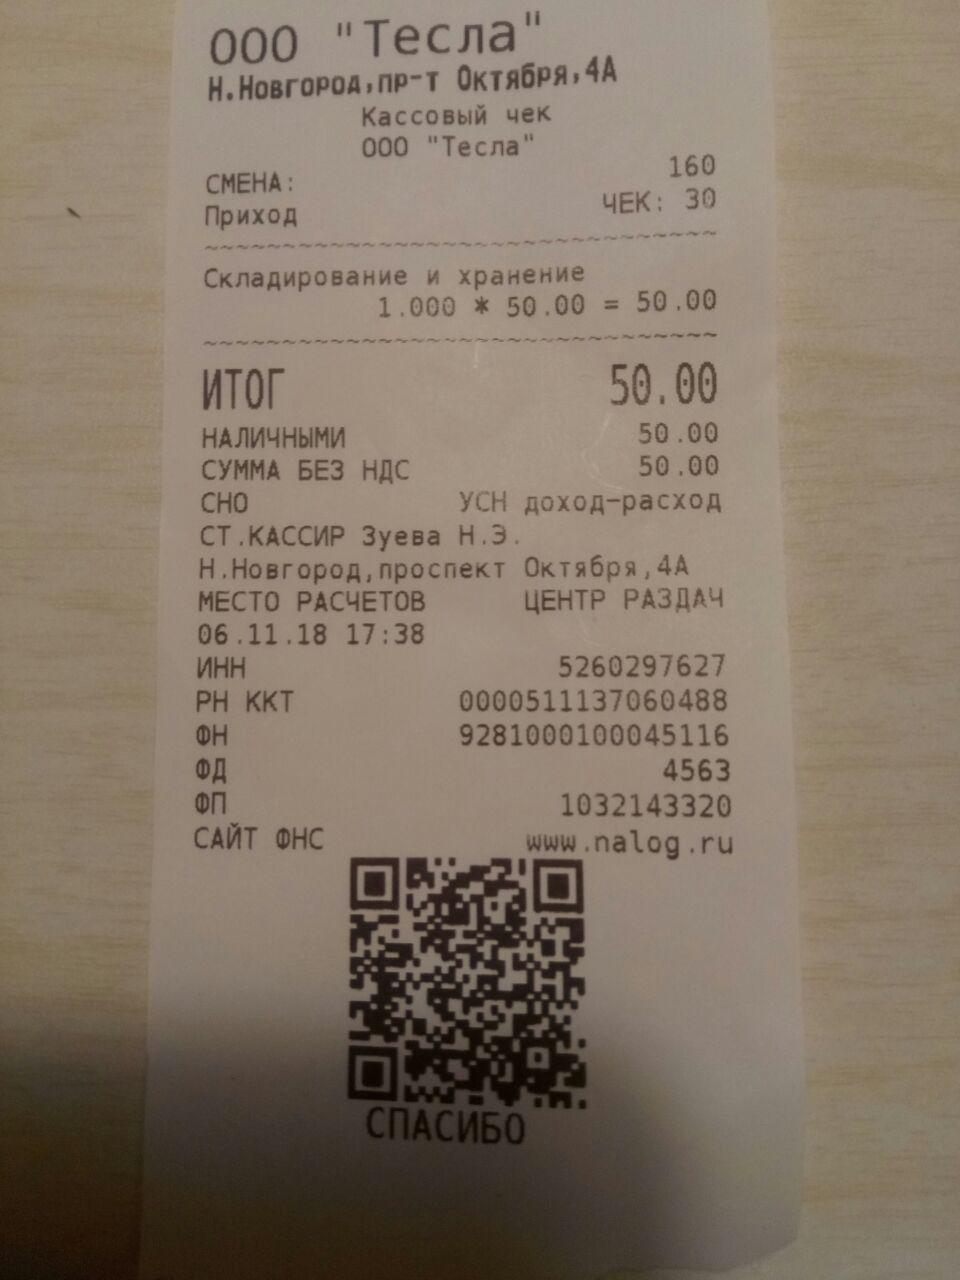 ООО "Тесла"
Н.Новгород,пр-т Октября,4А
Кассовый чек
ООО "Тесла"
СМЕНА: 160
Приход ЧЕК: 30
~~~~~~~~~~~~~~~~~~~~~~~~~~~~~~~~
Складирование и хранение
1.000 * 50.00 = 50.00
~~~~~~~~~~~~~~~~~~~~~~~~~~~~~~~~
ИТОГ 50.00
НАЛИЧНЫМИ 50.00
СУММА БЕЗ НДС 50.00
СНО УСН доход-расход
СТ.КАССИР Зуева Н.Э.
Н.Новгород,проспект Октября,4А
МЕСТО РАСЧЕТОВ ЦЕНТР РАЗДАЧ
06.11.18 17:38
ИНН 5260297627
РН ККТ 0000511137060488
ФН 9281000100045116
ФД 4563
ФП 1032143320
САЙТ ФНС www.nalog.ru
СПАСИБО